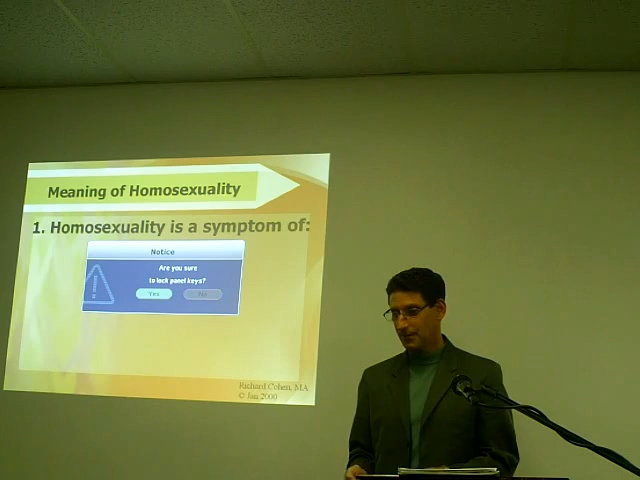 Meaning of Homosexuality
1. Homosexuality is a symptom of:
Notice
Are you sure
to lock panel keys?
Yes
No
Richard Cohen, MA
© Jan 2000